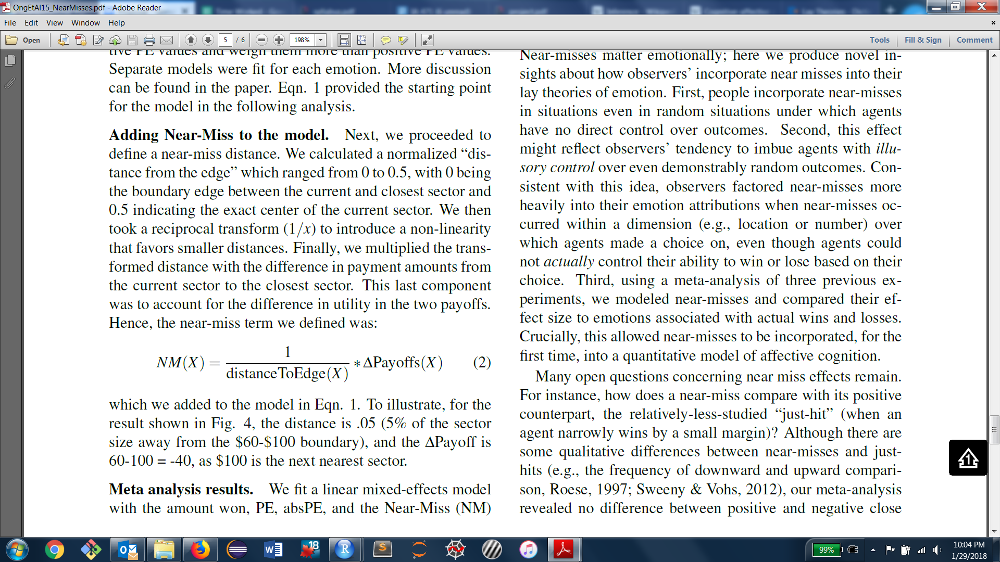 OngEtAl15_NearMisses.pdf - Adobe Reader
File Edit View Window Help
Open 5 / 6 198% Tools Fill & Sign Comment
tive PE values and weigh them more than positive PE values.
Separate models were fit for each emotion. More discussion
can be found in the paper. Eqn. 1 provided the starting point
for the model in the following analysis.
Adding Near-Miss to the model. Next, we proceeded to
define a near-miss distance. We calculated a normalized “dis-
tance from the edge” which ranged from 0 to 0.5, with 0 being
the boundary edge between the current and closest sector and
0.5 indicating the exact center of the current sector. We then
took a reciprocal transform (1/x) to introduce a non-linearity
that favors smaller distances. Finally, we multiplied the trans-
formed distance with the difference in payment amounts from
the current sector to the closest sector. This last component
was to account for the difference in utility in the two payoffs.
Hence, the near-miss term we defined was:
NM(X) = 1 / distanceToEdge(X) ∗ ΔPayoffs(X) (2)
which we added to the model in Eqn. 1. To illustrate, for the
result shown in Fig. 4, the distance is .05 (5% of the sector
size away from the $60-$100 boundary), and the ΔPayoff is
60-100 = -40, as $100 is the next nearest sector.
Meta analysis results. We fit a linear mixed-effects model
with the amount won, PE, absPE, and the Near-Miss (NM)
Near-misses matter emotionally; here we produce novel in-
sights about how observers’ incorporate near misses into their
lay theories of emotion. First, people incorporate near-misses
in situations even in random situations under which agents
have no direct control over outcomes. Second, this effect
might reflect observers’ tendency to imbue agents with illu-
sory control over even demonstrably random outcomes. Con-
sistent with this idea, observers factored near-misses more
heavily into their emotion attributions when near-misses oc-
curred within a dimension (e.g., location or number) over
which agents made a choice on, even though agents could
not actually control their ability to win or lose based on their
choice. Third, using a meta-analysis of three previous ex-
periments, we modeled near-misses and compared their ef-
fect size to emotions associated with actual wins and losses.
Crucially, this allowed near-misses to be incorporated, for the
first time, into a quantitative model of affective cognition.
Many open questions concerning near miss effects remain.
For instance, how does a near-miss compare with its positive
counterpart, the relatively-less-studied “just-hit” (when an
agent narrowly wins by a small margin)? Although there are
some qualitative differences between near-misses and just-
hits (e.g., the frequency of downward and upward compari-
son, Roese, 1997; Sweeny & Vohs, 2012), our meta-analysis
revealed no difference between positive and negative close
1
18
99%
10:04 PM
1/29/2018